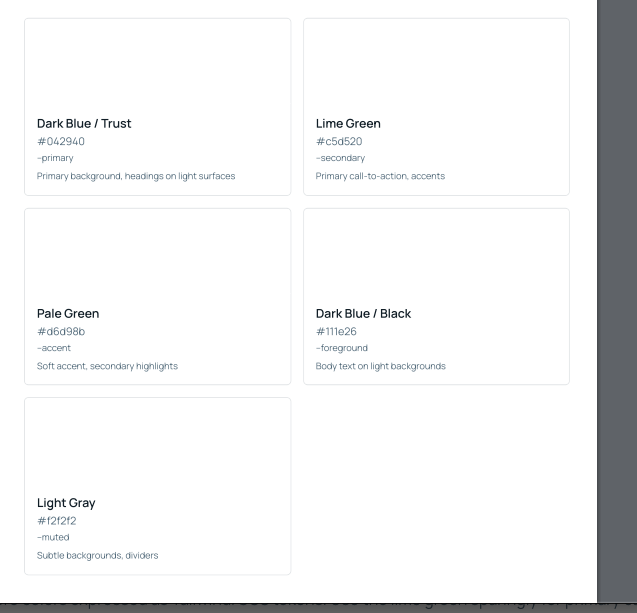 Dark Blue / Trust
#042940
--primary
Primary background, headings on light surfaces
Lime Green
#c5d520
--secondary
Primary call-to-action, accents
Pale Green
#d6d98b
--accent
Soft accent, secondary highlights
Dark Blue / Black
#111e26
--foreground
Body text on light backgrounds
Light Gray
#f2f2f2
--muted
Subtle backgrounds, dividers